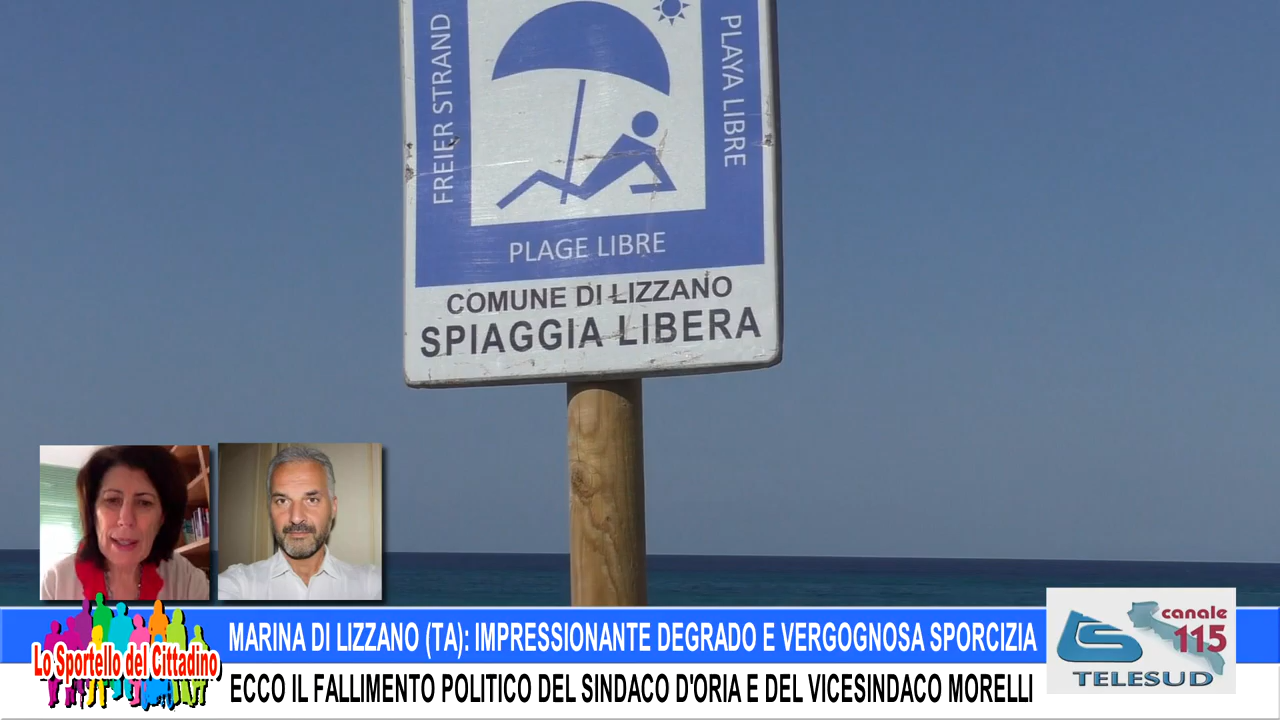 FREIER STRAND
PLAYA LIBRE
PLAGE LIBRE
COMUNE DI LIZZANO
SPIAGGIA LIBERA
MARINA DI LIZZANO (TA): IMPRESSIONANTE DEGRADO E VERGOGNOSA SPORCIZIA
ECCO IL FALLIMENTO POLITICO DEL SINDACO D'ORIA E DEL VICESINDACO MORELLI
Lo Sportello del Cittadino
canale
115
TELESUD